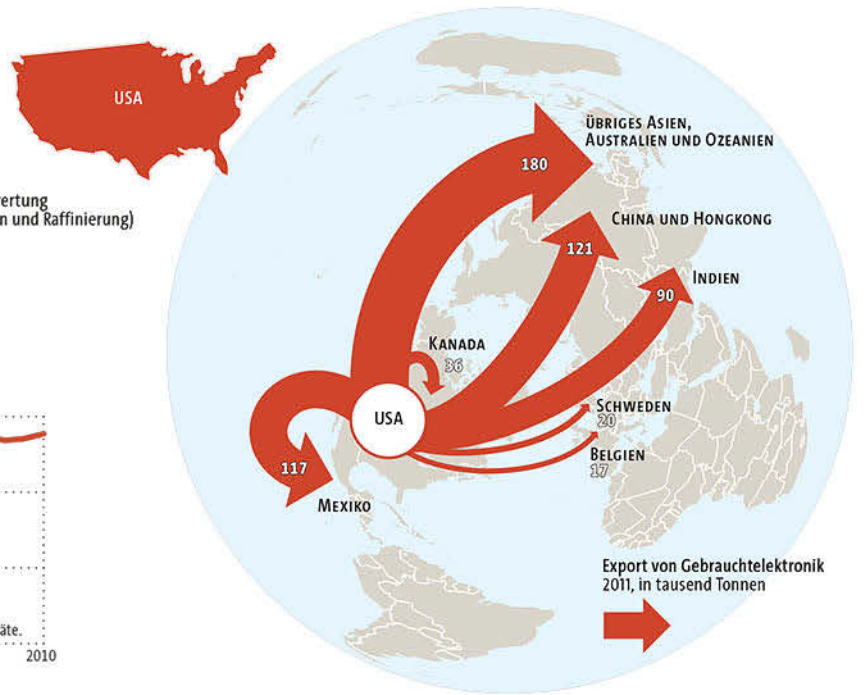 USA
ertung
n und Raffinierung)
ÜBRIGES ASIEN,
AUSTRALIEN UND OZEANIEN
180
CHINA UND HONGKONG
121
INDIEN
90
KANADA
36
USA
SCHWEDEN
20
BELGIEN
17
117
MEXIKO
Export von Gebrauchtelektronik
2011, in tausend Tonnen
äte.
2010